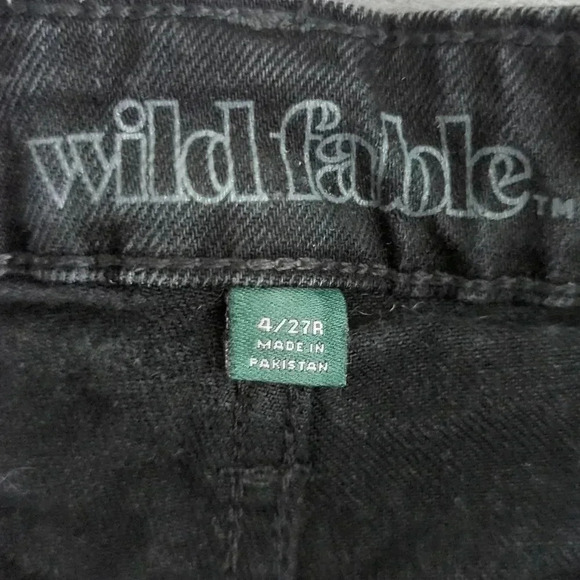 wild fable™
4/27R
MADE IN
PAKISTAN